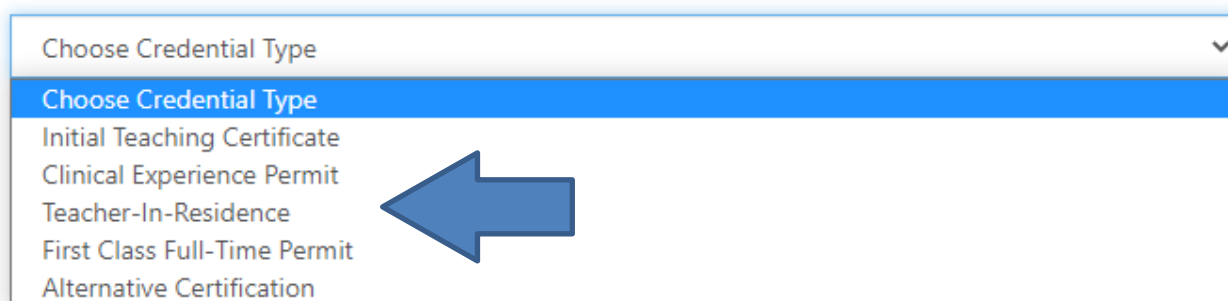 Choose Credential Type
Choose Credential Type
Initial Teaching Certificate
Clinical Experience Permit
Teacher-In-Residence
First Class Full-Time Permit
Alternative Certification